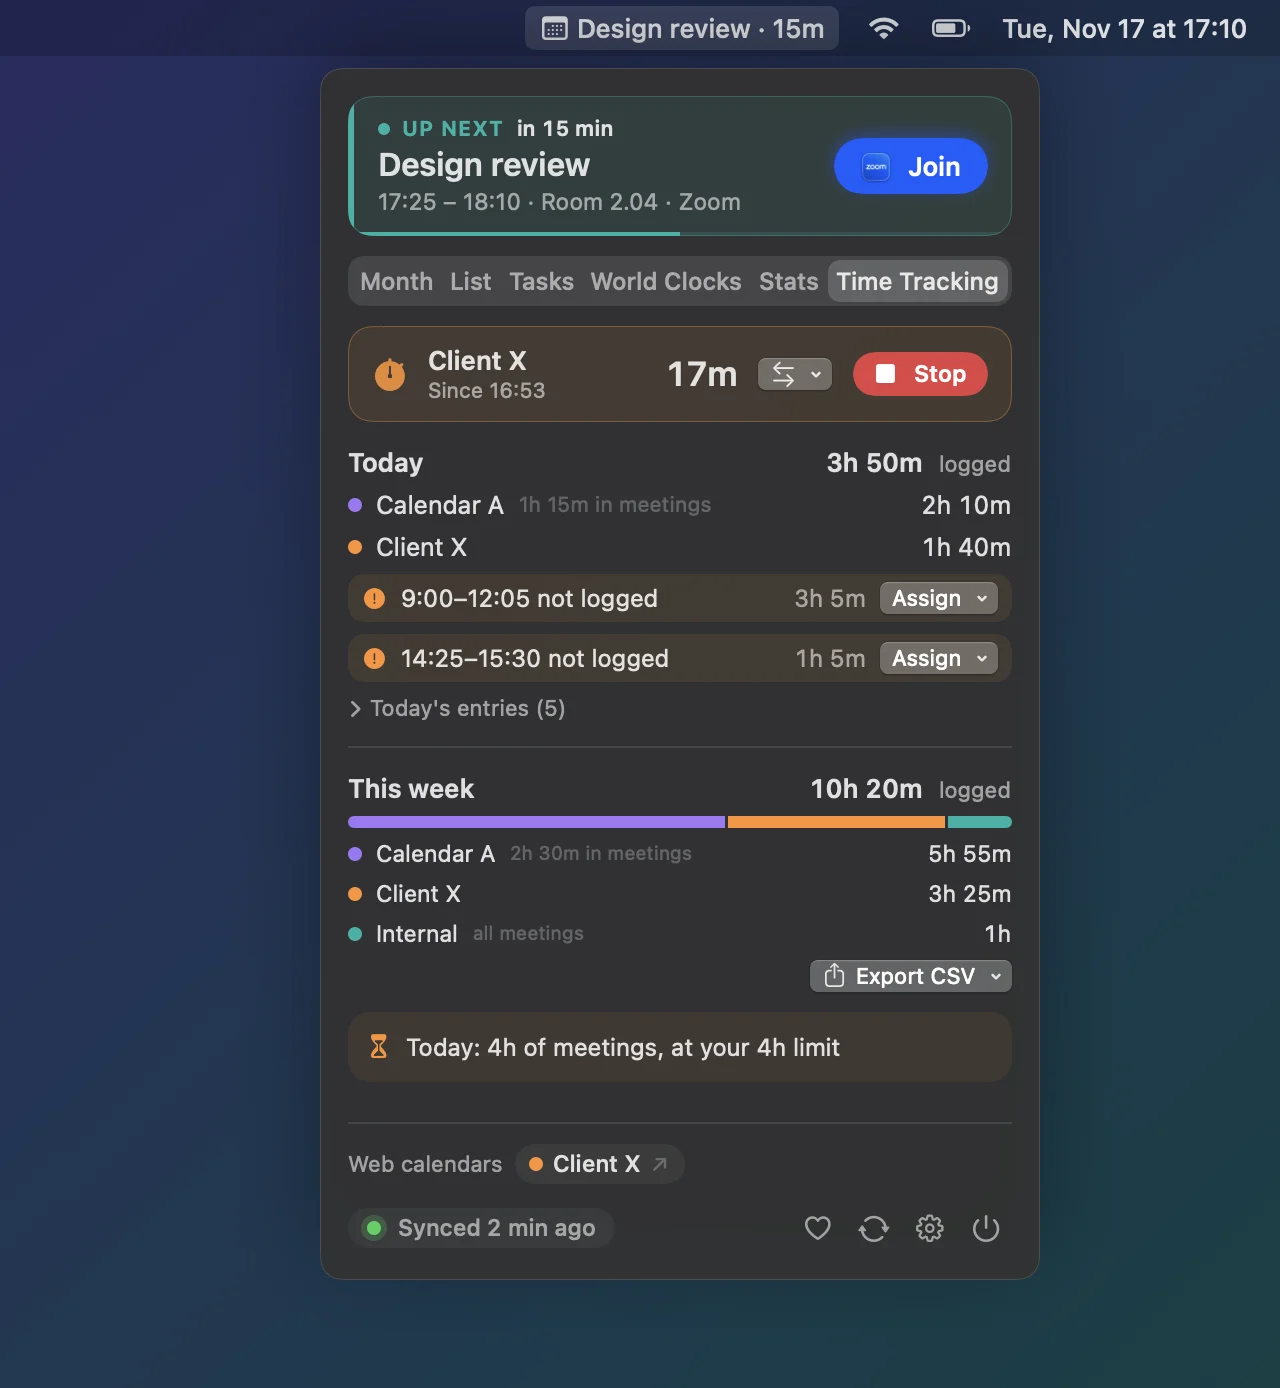 Design review · 15m
Tue, Nov 17 at 17:10
UP NEXT in 15 min
Design review
17:25 – 18:10 · Room 2.04 · Zoom
zoom Join
Month List Tasks World Clocks Stats Time Tracking
Client X
Since 16:53
17m
Stop
Today 3h 50m logged
Calendar A 1h 15m in meetings 2h 10m
Client X 1h 40m
9:00–12:05 not logged 3h 5m Assign
14:25–15:30 not logged 1h 5m Assign
Today's entries (5)
This week 10h 20m logged
Calendar A 2h 30m in meetings 5h 55m
Client X 3h 25m
Internal all meetings 1h
Export CSV
Today: 4h of meetings, at your 4h limit
Web calendars Client X
Synced 2 min ago